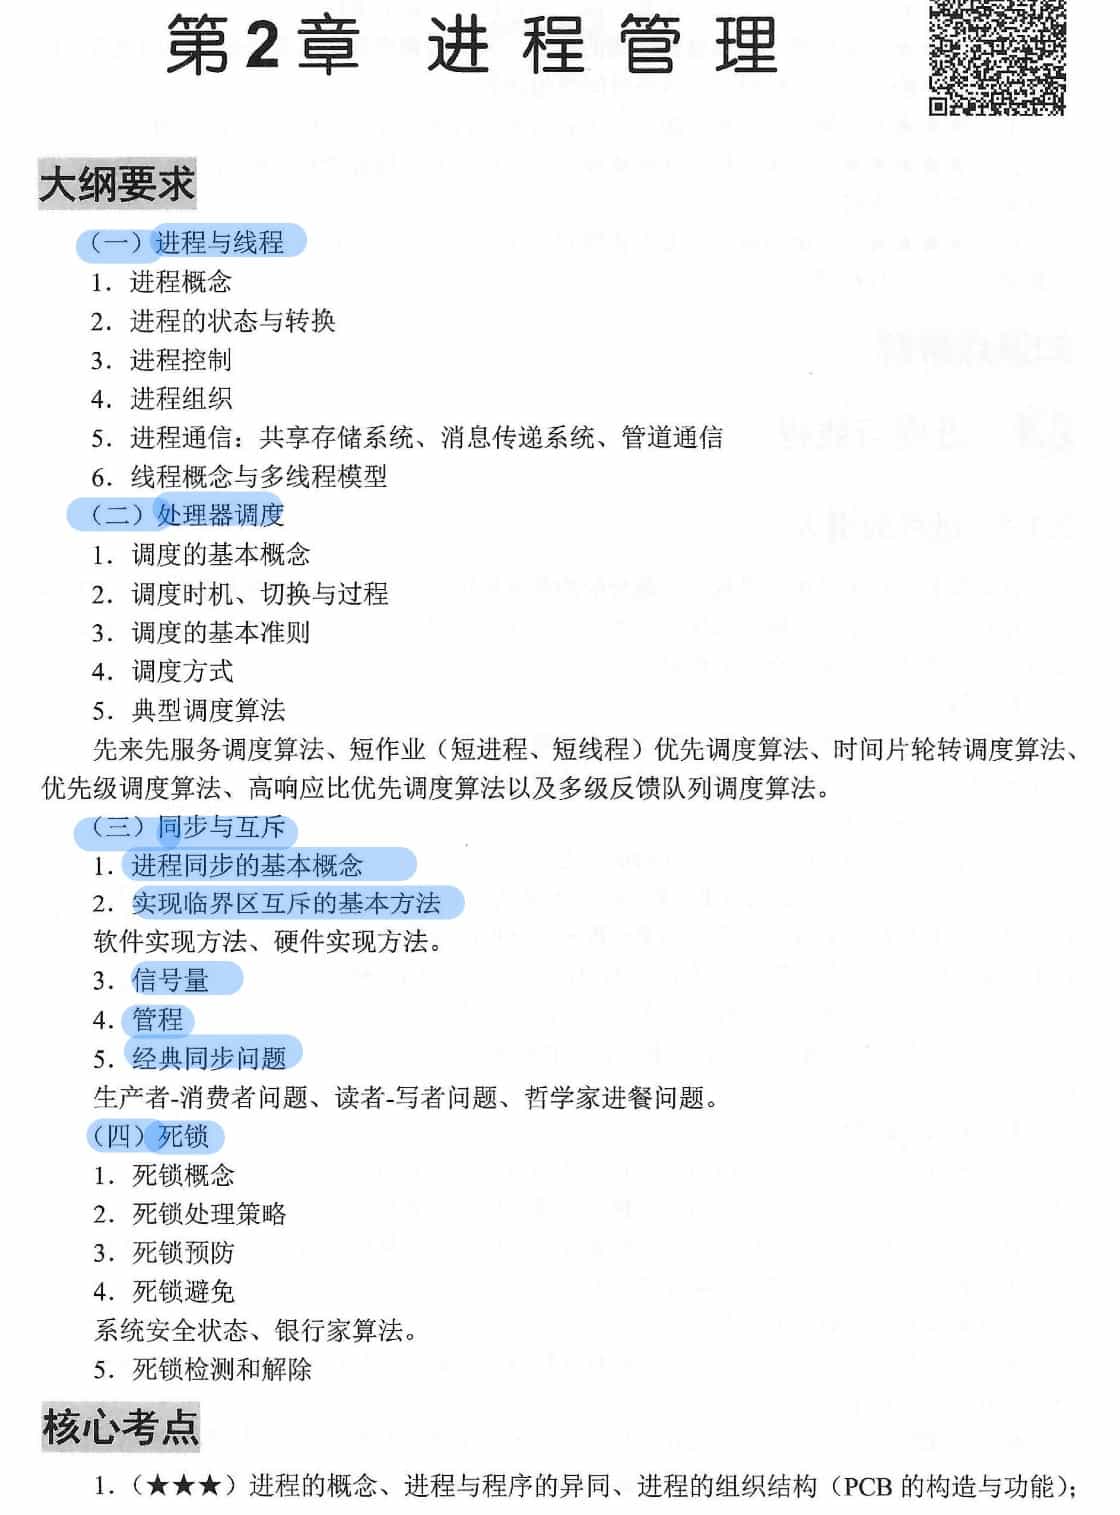 第2章 进程管理
大纲要求
（一）进程与线程
1．进程概念
2．进程的状态与转换
3．进程控制
4．进程组织
5．进程通信：共享存储系统、消息传递系统、管道通信
6．线程概念与多线程模型
（二）处理器调度
1．调度的基本概念
2．调度时机、切换与过程
3．调度的基本准则
4．调度方式
5．典型调度算法
先来先服务调度算法、短作业（短进程、短线程）优先调度算法、时间片轮转调度算法、
优先级调度算法、高响应比优先调度算法以及多级反馈队列调度算法。
（三）同步与互斥
1．进程同步的基本概念
2．实现临界区互斥的基本方法
软件实现方法、硬件实现方法。
3．信号量
4．管程
5．经典同步问题
生产者-消费者问题、读者-写者问题、哲学家进餐问题。
（四）死锁
1．死锁概念
2．死锁处理策略
3．死锁预防
4．死锁避免
系统安全状态、银行家算法。
5．死锁检测和解除
核心考点
1．（★★★）进程的概念、进程与程序的异同、进程的组织结构（PCB 的构造与功能）；